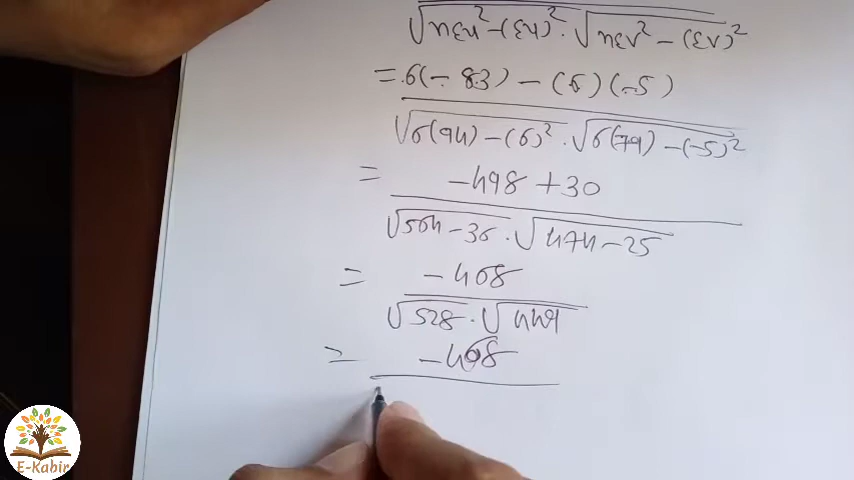 √nΣu² - (Σu)² . √nΣv² - (Σv)²
= 6(-83) - (6)(-5)
√6(94) - (6)² . √6(79) - (-5)²
= -498 + 30
√564 - 36 . √474 - 25
= -468
√528 . √449
= -498
E-Kabir